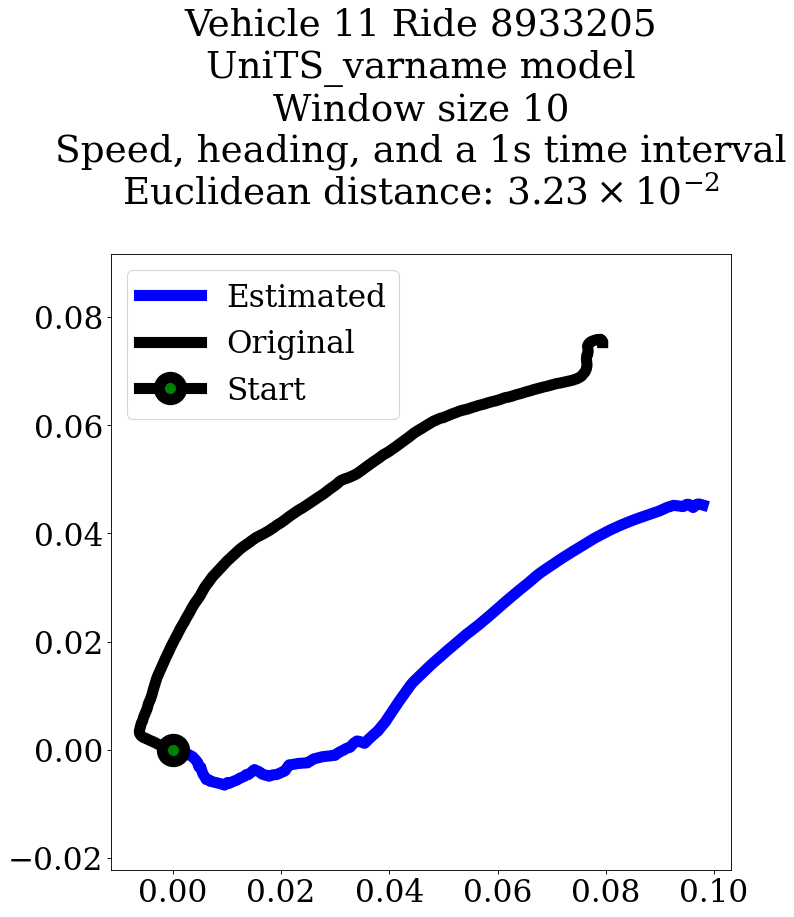 Vehicle 11 Ride 8933205
UniTS_varname model
Window size 10
Speed, heading, and a 1s time interval
Euclidean distance: 3.23 × 10⁻²
Estimated
Original
Start
0.08
0.06
0.04
0.02
0.00
−0.02
0.00 0.02 0.04 0.06 0.08 0.10